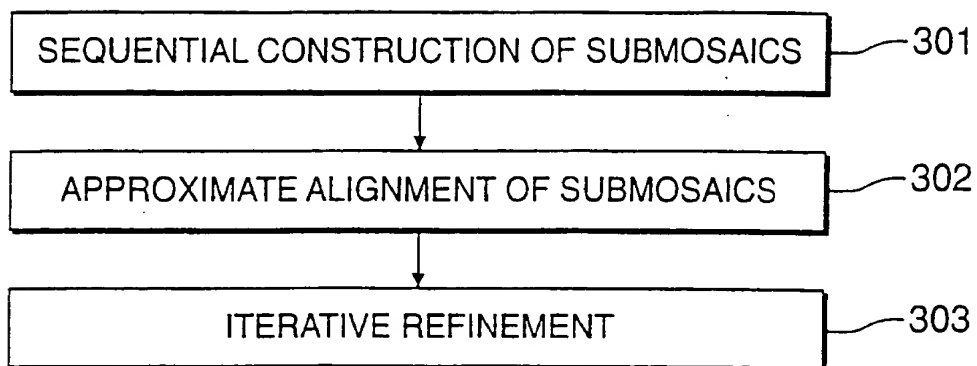 SEQUENTIAL CONSTRUCTION OF SUBMOSAICS 301
APPROXIMATE ALIGNMENT OF SUBMOSAICS 302
ITERATIVE REFINEMENT 303